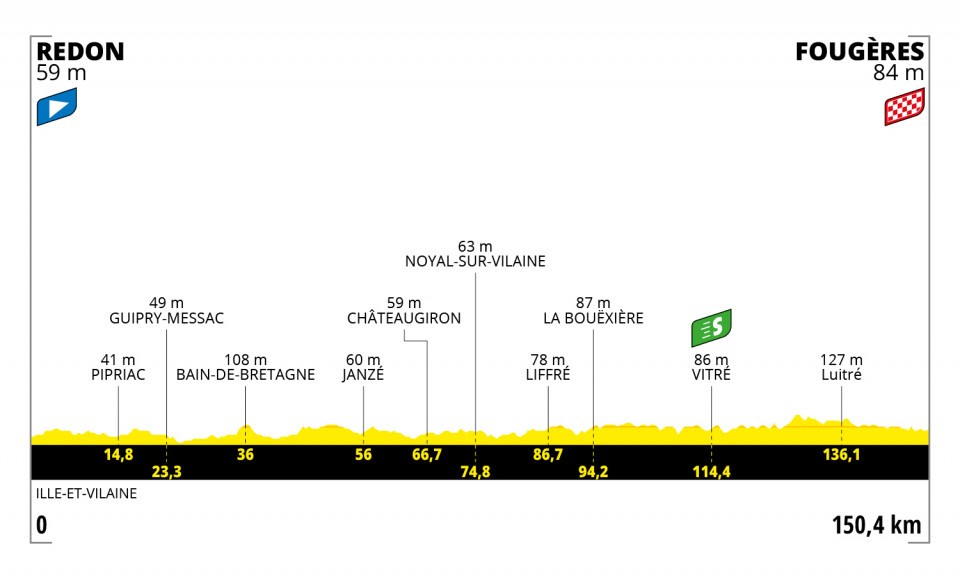 REDON
59 m
FOUGÈRES
84 m
63 m
NOYAL-SUR-VILAINE
49 m
GUIPRY-MESSAC
59 m
CHÂTEAUGIRON
87 m
LA BOUËXIÈRE
S
41 m
PIPRIAC
108 m
BAIN-DE-BRETAGNE
60 m
JANZÉ
78 m
LIFFRÉ
86 m
VITRÉ
127 m
Luitré
14,8
23,3
36
56
66,7
74,8
86,7
94,2
114,4
136,1
ILLE-ET-VILAINE
0
150,4 km